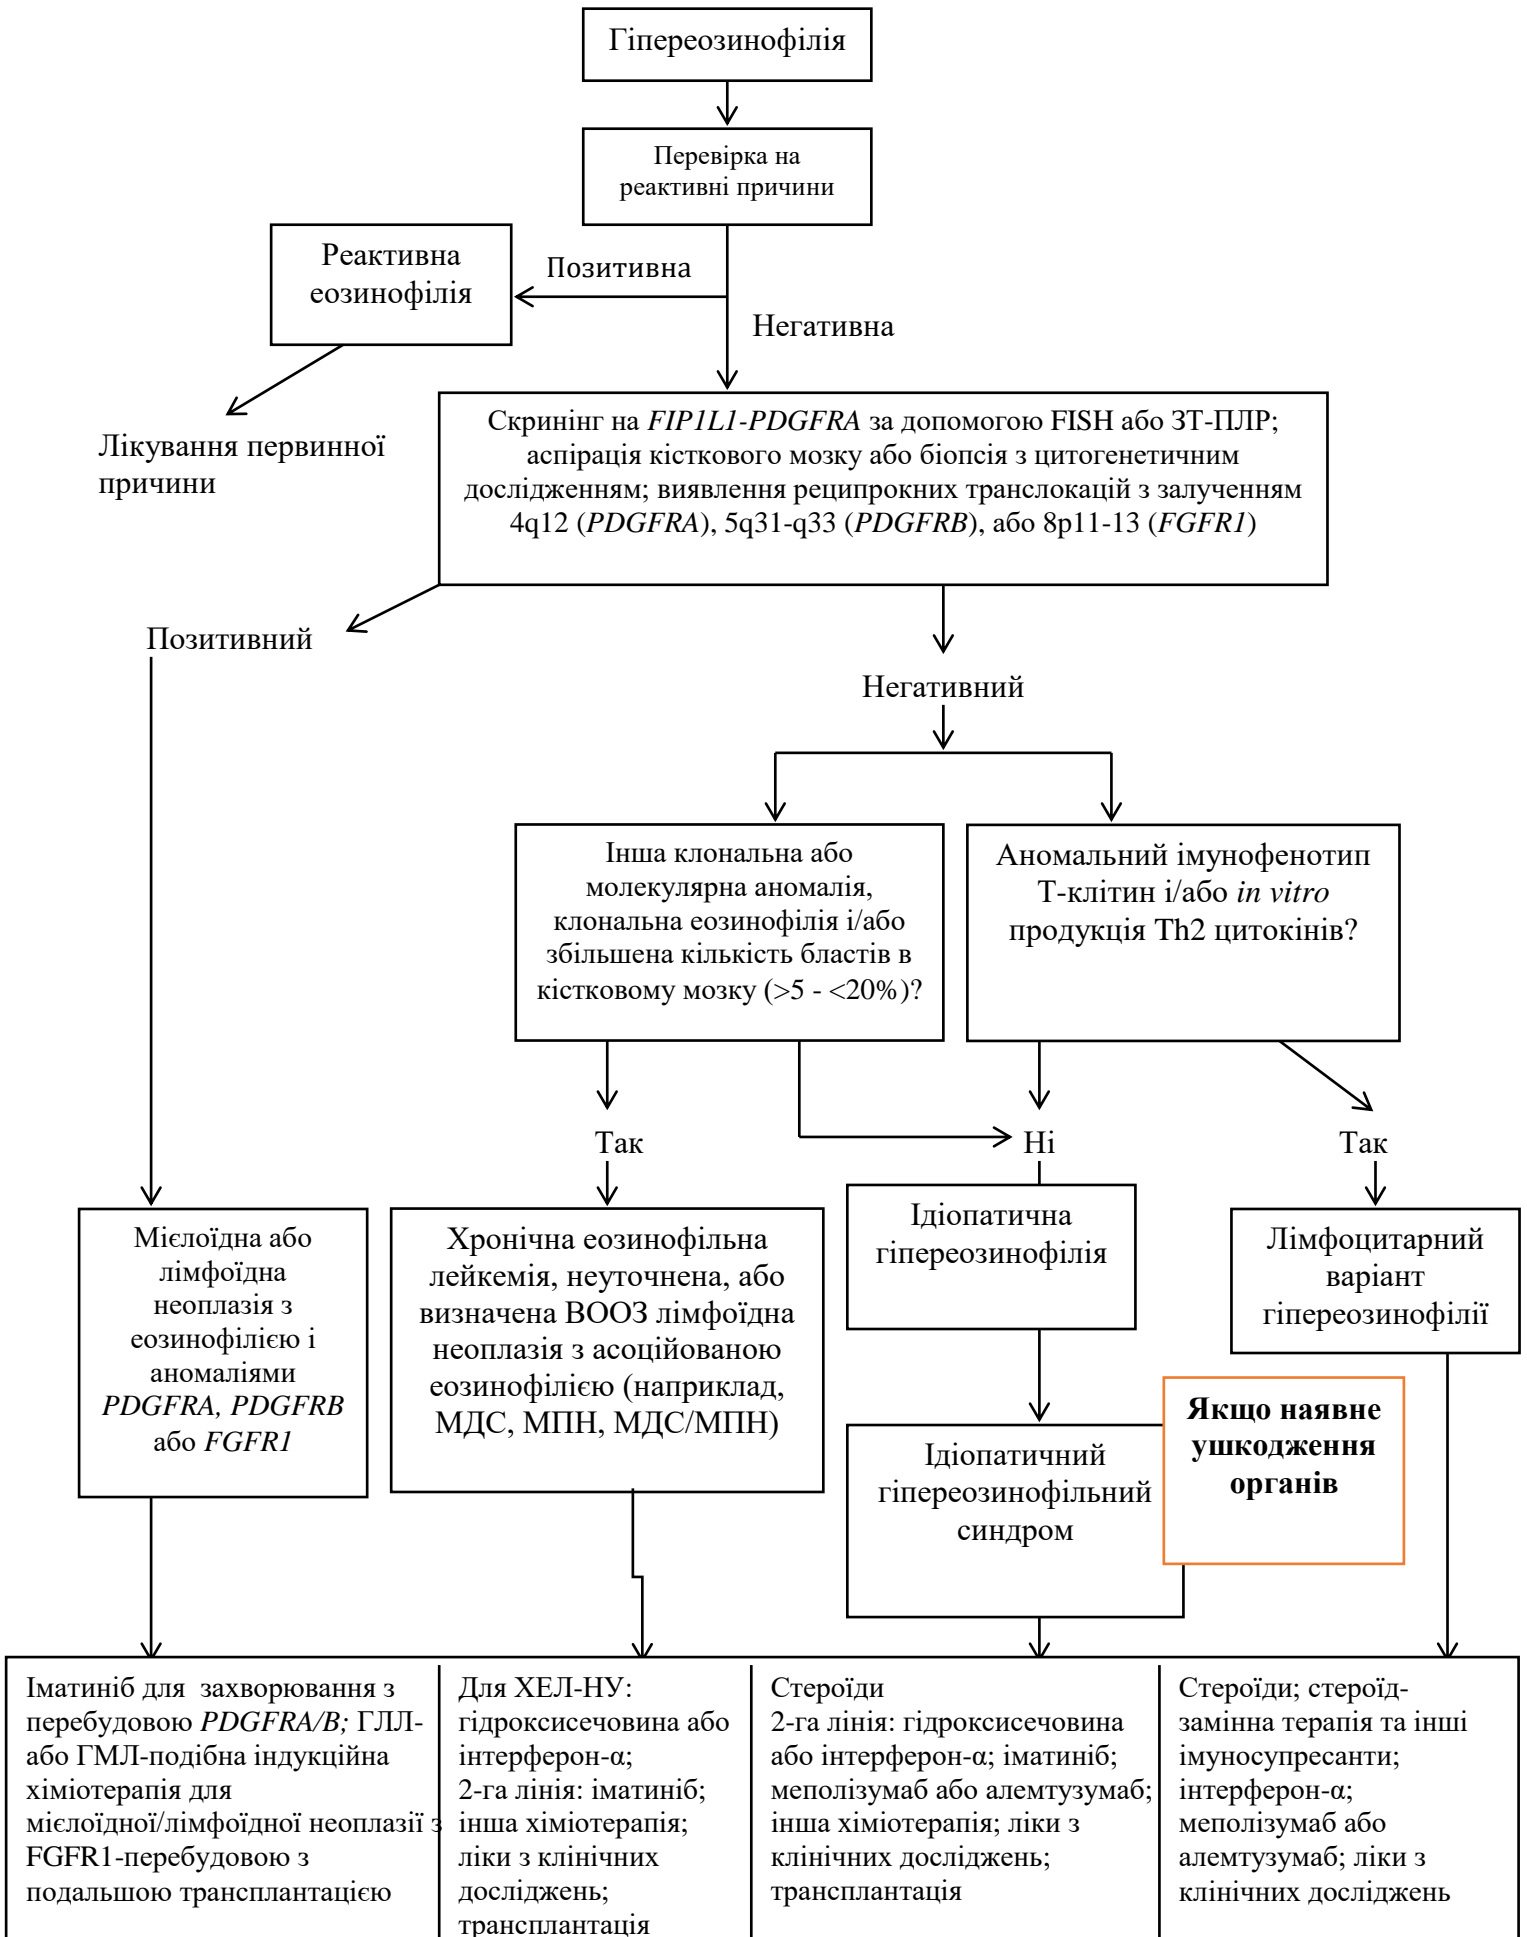 Гіпереозинофілія
Перевірка на
реактивні причини
Реактивна
еозинофілія
Позитивна
Негативна
Лікування первинної
причини
Скринінг на FIP1L1-PDGFRA за допомогою FISH або ЗТ-ПЛР;
аспірація кісткового мозку або біопсія з цитогенетичним
дослідженням; виявлення реципрокних транслокацій з залученням
4q12 (PDGFRA), 5q31-q33 (PDGFRB), або 8p11-13 (FGFR1)
Позитивний
Негативний
Інша клональна або
молекулярна аномалія,
клональна еозинофілія і/або
збільшена кількість бластів в
кістковому мозку (>5 - <20%)?
Аномальний імунофенотип
Т-клітин і/або in vitro
продукція Th2 цитокінів?
Так
Ні
Так
Мієлоїдна або
лімфоїдна
неоплазія з
еозинофілією і
аномаліями
PDGFRA, PDGFRB
або FGFR1
Хронічна еозинофільна
лейкемія, неуточнена, або
визначена ВООЗ лімфоїдна
неоплазія з асоційованою
еозинофілією (наприклад,
МДС, МПН, МДС/МПН)
Ідіопатична
гіпереозинофілія
Лімфоцитарний
варіант
гіпереозинофілії
Ідіопатичний
гіпереозинофільний
синдром
Якщо наявне
ушкодження
органів
Іматиніб для захворювання з
перебудовою PDGFRA/B; ГЛЛ-
або ГМЛ-подібна індукційна
хіміотерапія для
мієлоїдної/лімфоїдної неоплазії з
FGFR1-перебудовою з
подальшою трансплантацією
Для ХЕЛ-НУ:
гідроксисечовина або
інтерферон-α;
2-га лінія: іматиніб;
інша хіміотерапія;
ліки з клінічних
досліджень;
трансплантація
Стероїди
2-га лінія: гідроксисечовина
або інтерферон-α; іматиніб;
меполізумаб або алемтузумаб;
інша хіміотерапія; ліки з
клінічних досліджень;
трансплантація
Стероїди; стероїд-
замінна терапія та інші
імуносупресанти;
інтерферон-α;
меполізумаб або
алемтузумаб; ліки з
клінічних досліджень